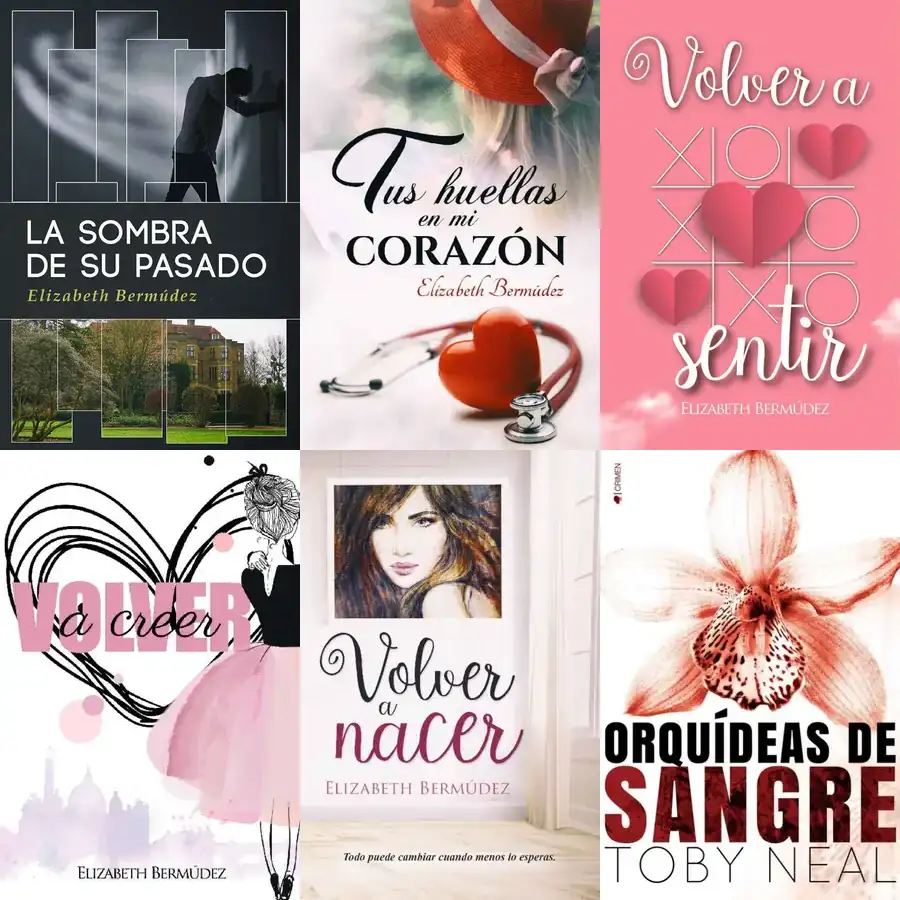 LA SOMBRA
DE SU PASADO
Elizabeth Bermúdez
Tus huellas
en mi
CORAZÓN
Elizabeth Bermúdez
Volver a
XOI
X
O
XO
sentir
ELIZABETH BERMÚDEZ
VOLVER
a creer
ELIZABETH BERMÚDEZ
Volver
a
nacer
ELIZABETH BERMÚDEZ
Todo puede cambiar cuando menos lo esperas.
CRIMEN
ORQUÍDEAS DE
SANGRE
TOBY NEAL